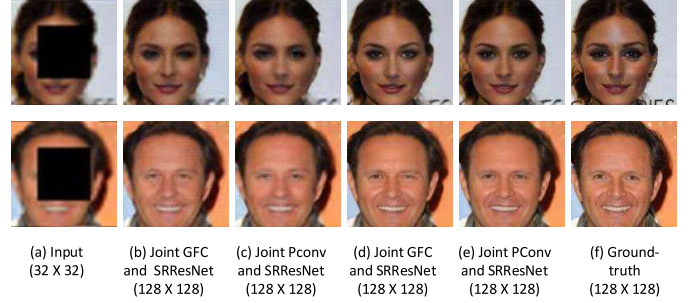 (a) Input
(32 X 32)
(b) Joint GFC
and SRResNet
(128 X 128)
(c) Joint Pconv
and SRResNet
(128 X 128)
(d) Joint GFC
and SRResNet
(128 X 128)
(e) Joint PConv
and SRResNet
(128 X 128)
(f) Ground-
truth
(128 X 128)